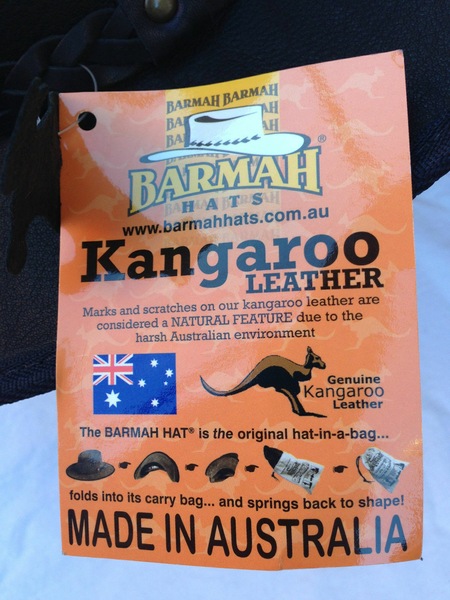 BARMAH BARMAH
BARMAH
HATS
www.barmahhats.com.au
Kangaroo
LEATHER
Marks and scratches on our kangaroo leather are
considered a NATURAL FEATURE due to the
harsh Australian environment
Genuine
Kangaroo
Leather
The BARMAH HAT® is the original hat-in-a-bag...
folds into its carry bag... and springs back to shape!
MADE IN AUSTRALIA